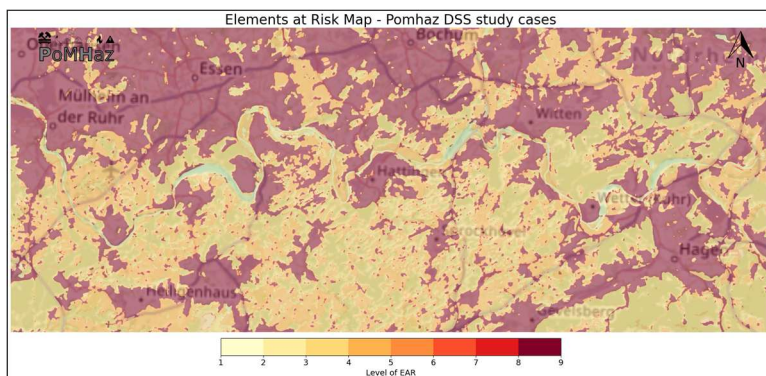 Elements at Risk Map - Pomhaz DSS study cases
Bochum
PoMHaz
N
Essen
Mülheim an
der Ruhr
Witten
Hattingen
Wetter (Ruhr)
Sprockhövel
Hagen
Heiligenhaus
Gevelsberg
1 2 3 4 5 6 7 8 9
Level of EAR